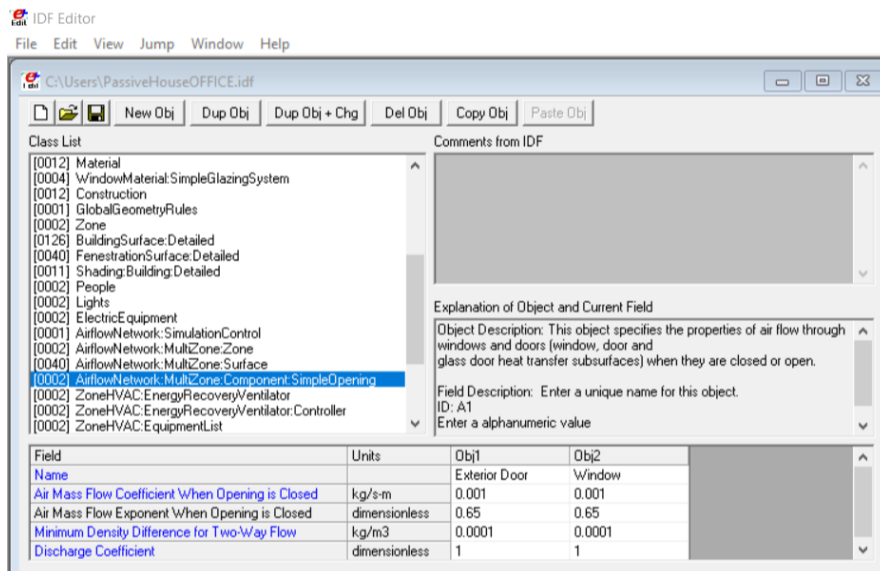 IDF Editor
File Edit View Jump Window Help
C:\Users\PassiveHouseOFFICE.idf
New Obj Dup Obj Dup Obj + Chg Del Obj Copy Obj Paste Obj
Class List
[0012] Material
[0004] WindowMaterial:SimpleGlazingSystem
[0012] Construction
[0001] GlobalGeometryRules
[0002] Zone
[0126] BuildingSurface:Detailed
[0040] FenestrationSurface:Detailed
[0011] Shading:Building:Detailed
[0002] People
[0002] Lights
[0002] ElectricEquipment
[0001] AirflowNetwork:SimulationControl
[0002] AirflowNetwork:MultiZone:Zone
[0040] AirflowNetwork:MultiZone:Surface
[0002] AirflowNetwork:MultiZone:Component:SimpleOpening
[0002] ZoneHVAC:EnergyRecoveryVentilator
[0002] ZoneHVAC:EnergyRecoveryVentilator:Controller
[0002] ZoneHVAC:EquipmentList
Comments from IDF
Explanation of Object and Current Field
Object Description: This object specifies the properties of air flow through
windows and doors (window, door and
glass door heat transfer subsurfaces) when they are closed or open.
Field Description: Enter a unique name for this object.
ID: A1
Enter a alphanumeric value
Field Units Obj1 Obj2
Name Exterior Door Window
Air Mass Flow Coefficient When Opening is Closed kg/s-m 0.001 0.001
Air Mass Flow Exponent When Opening is Closed dimensionless 0.65 0.65
Minimum Density Difference for Two-Way Flow kg/m3 0.0001 0.0001
Discharge Coefficient dimensionless 1 1